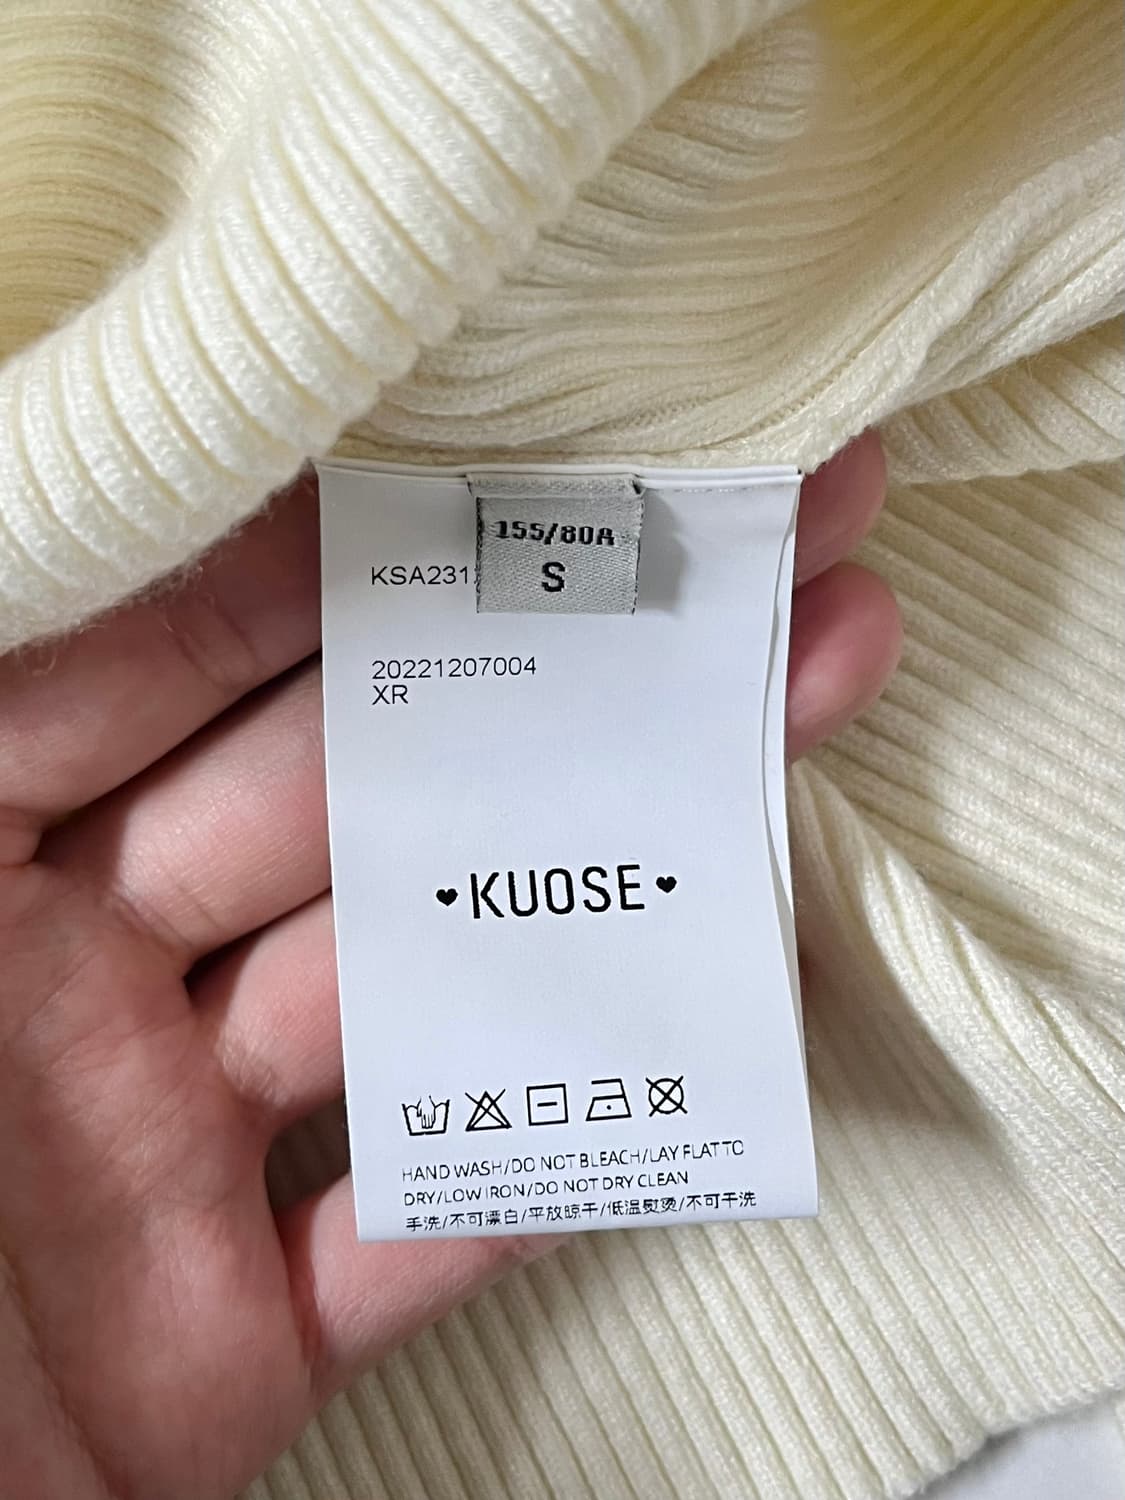 155/80A
S
KSA231
20221207004
XR
♥KUOSE♥
HAND WASH/DO NOT BLEACH/LAY FLAT TO
DRY/LOW IRON/DO NOT DRY CLEAN
手洗/不可漂白/平放晾干/低温熨烫/不可干洗